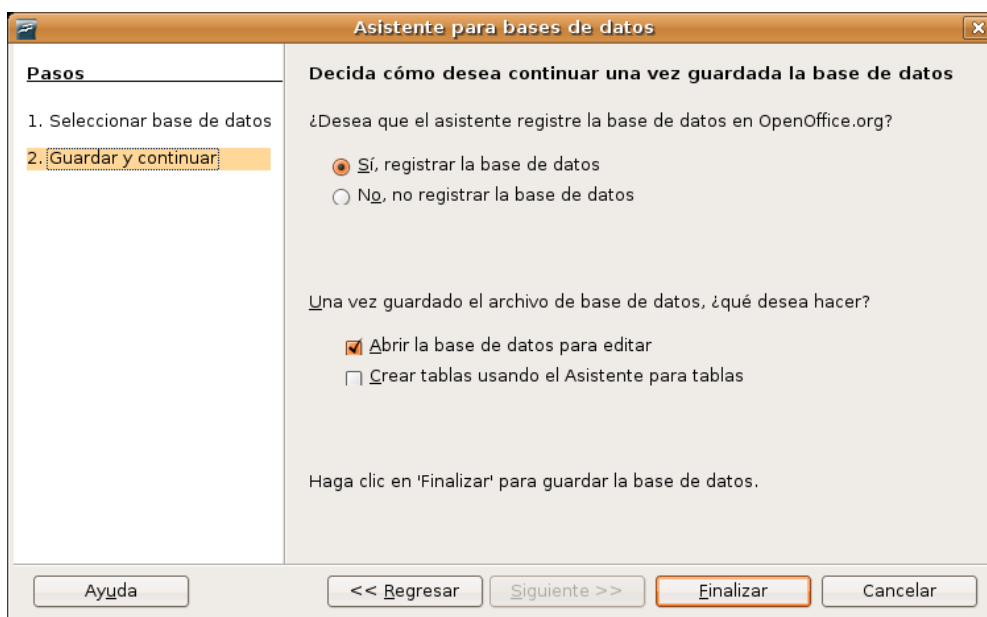 Asistente para bases de datos
Pasos
1. Seleccionar base de datos
2. Guardar y continuar
Decida cómo desea continuar una vez guardada la base de datos
¿Desea que el asistente registre la base de datos en OpenOffice.org?
Sí, registrar la base de datos
No, no registrar la base de datos
Una vez guardado el archivo de base de datos, ¿qué desea hacer?
Abrir la base de datos para editar
Crear tablas usando el Asistente para tablas
Haga clic en 'Finalizar' para guardar la base de datos.
Ayuda
<< Regresar
Siguiente >>
Finalizar
Cancelar